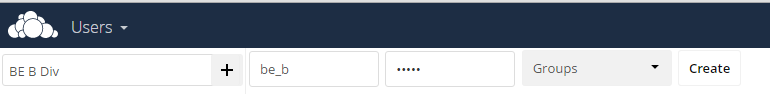 Users
BE B Div + be_b ••••• Groups Create